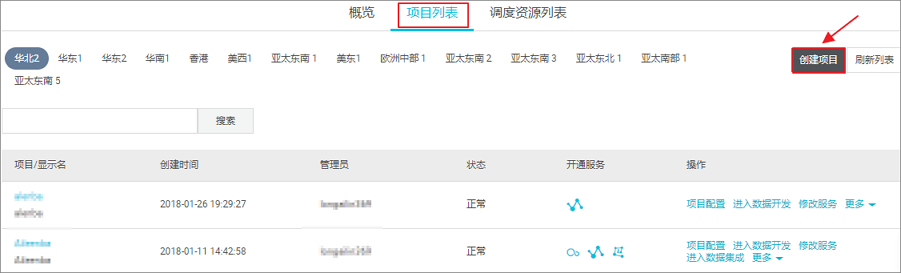 概览 项目列表 调度资源列表
华北2 华东1 华东2 华南1 香港 美西1 亚太东南 1 美东1 欧洲中部 1 亚太东南 2 亚太东南 3 亚太东北 1 亚太南部 1 创建项目 刷新列表
亚太东南 5
搜索
项目/显示名 创建时间 管理员 状态 开通服务 操作
2018-01-26 19:29:27 正常 项目配置 进入数据开发 修改服务 更多
2018-01-11 14:42:58 正常 项目配置 进入数据开发 修改服务
进入数据集成 更多